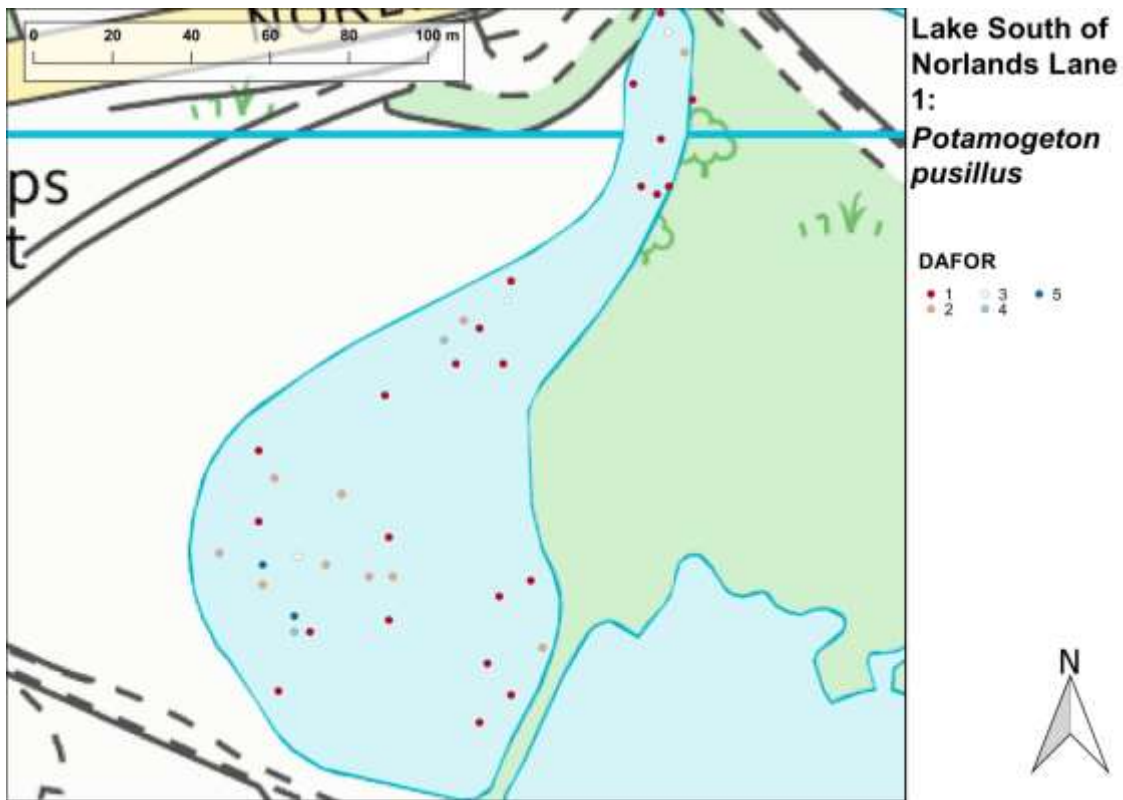 0 20 40 60 80 100 m
Lake South of
Norlands Lane
1:
Potamogeton
pusillus
ps
t
DAFOR
1 3 5
2 4
N